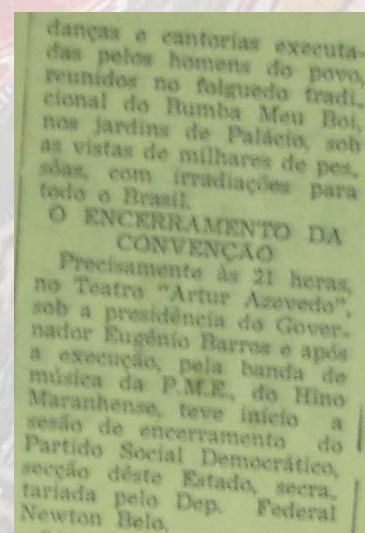 danças e cantorias executa-
das pelos homens do povo,
reunidos no folguedo tradi-
cional do Bumba Meu Boi,
nos jardins de Palácio, sob
as vistas de milhares de pes-
sôas, com irradiações para
todo o Brasil.
O ENCERRAMENTO DA
CONVENÇÃO
Precisamente às 21 horas,
no Teatro "Artur Azevedo",
sob a presidência do Gover-
nador Eugênio Barros e após
a execução, pela banda de
música da P.M.E., do Hino
Maranhense, teve início a
sesão de encerramento do
Partido Social Democrático,
secção dêste Estado, secre-
tariada pelo Dep. Federal
Newton Belo.